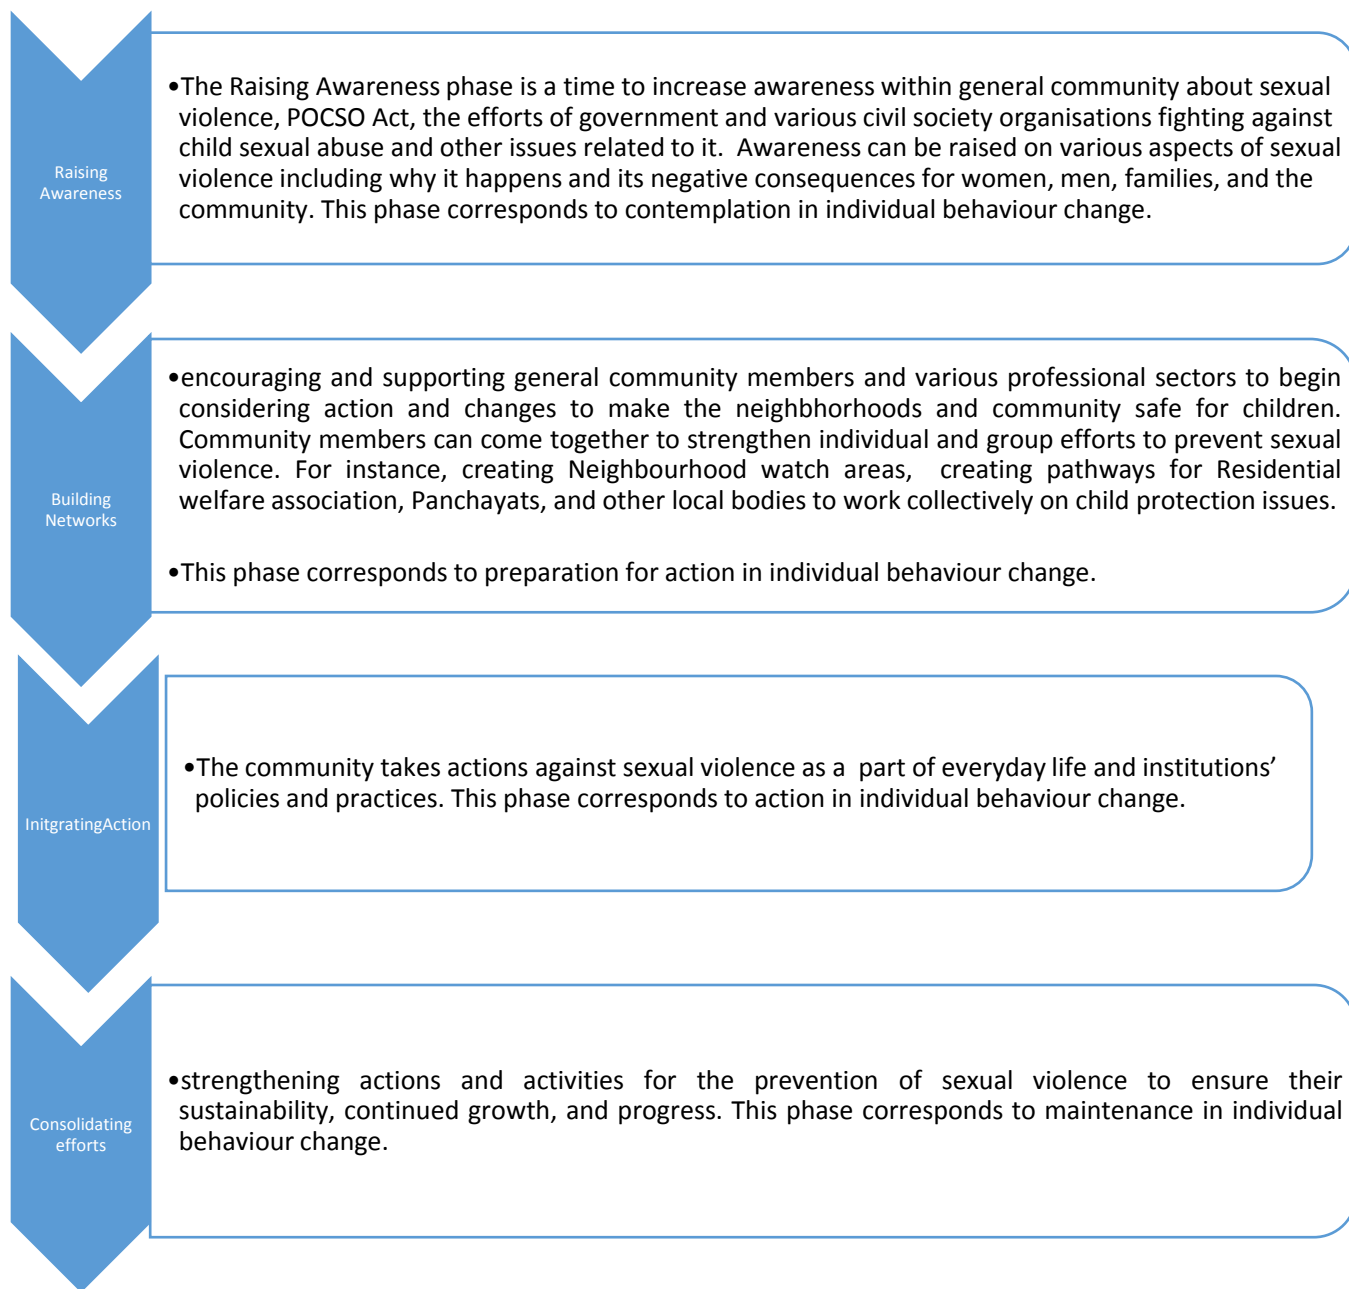 Raising
Awareness
•The Raising Awareness phase is a time to increase awareness within general community about sexual
violence, POCSO Act, the efforts of government and various civil society organisations fighting against
child sexual abuse and other issues related to it.  Awareness can be raised on various aspects of sexual
violence including why it happens and its negative consequences for women, men, families, and the
community. This phase corresponds to contemplation in individual behaviour change.
Building
Networks
•encouraging and supporting general community members and various professional sectors to begin
considering action and changes to make the neighbhorhoods and community safe for children.
Community members can come together to strengthen individual and group efforts to prevent sexual
violence. For instance, creating Neighbourhood watch areas,  creating pathways for Residential
welfare association, Panchayats, and other local bodies to work collectively on child protection issues.
•This phase corresponds to preparation for action in individual behaviour change.
InitgratingAction
•The community takes actions against sexual violence as a  part of everyday life and institutions’
policies and practices. This phase corresponds to action in individual behaviour change.
Consolidating
efforts
•strengthening actions and activities for the prevention of sexual violence to ensure their
sustainability, continued growth, and progress. This phase corresponds to maintenance in individual
behaviour change.